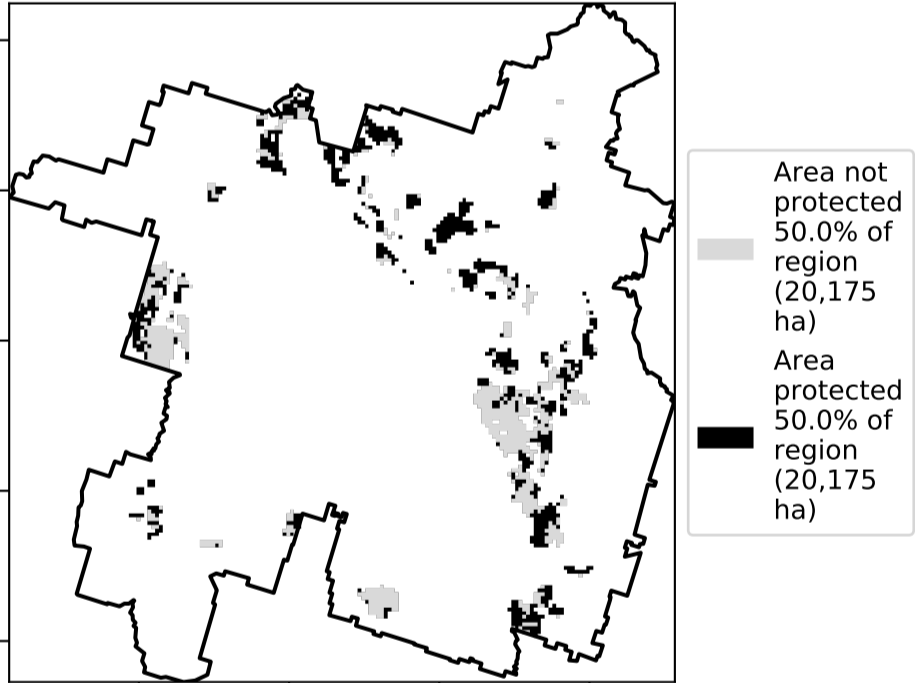 Area not
protected
50.0% of
region
(20,175
ha)
Area
protected
50.0% of
region
(20,175
ha)